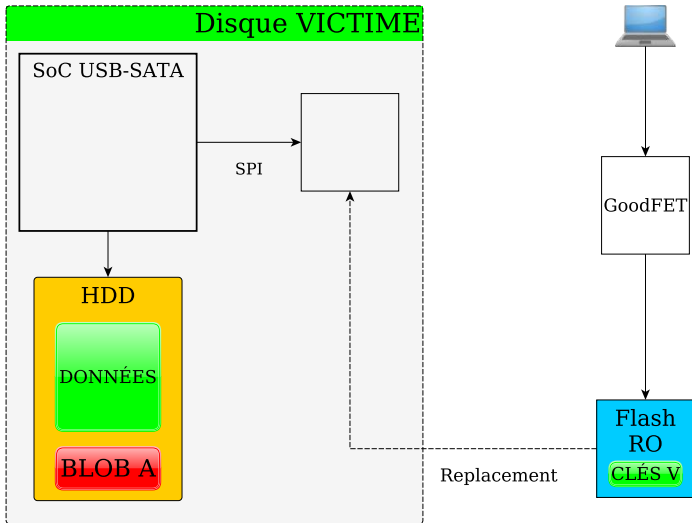 Disque VICTIME
SoC USB-SATA
SPI
GoodFET
HDD
DONNÉES
BLOB A
Flash
RO
CLÉS V
Replacement